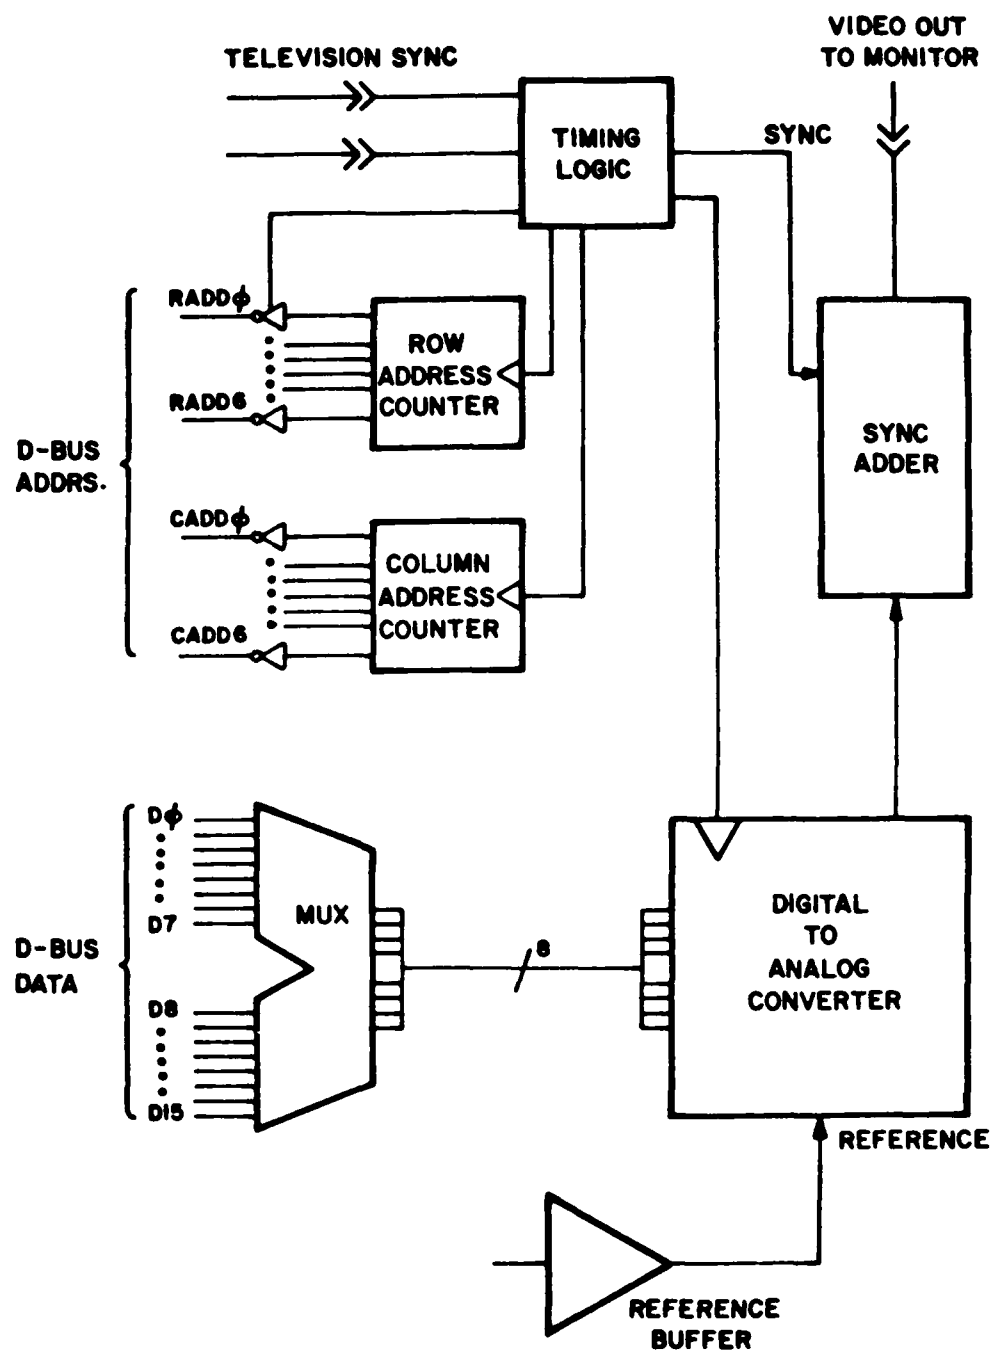 VIDEO OUT
TO MONITOR
TELEVISION SYNC
TIMING
LOGIC
SYNC
RADDϕ
ROW
ADDRESS
COUNTER
RADD6
D-BUS
ADDRS.
SYNC
ADDER
CADDϕ
COLUMN
ADDRESS
COUNTER
CADD6
Dϕ
MUX
D7
D-BUS
DATA
8
D8
D15
DIGITAL
TO
ANALOG
CONVERTER
REFERENCE
REFERENCE
BUFFER